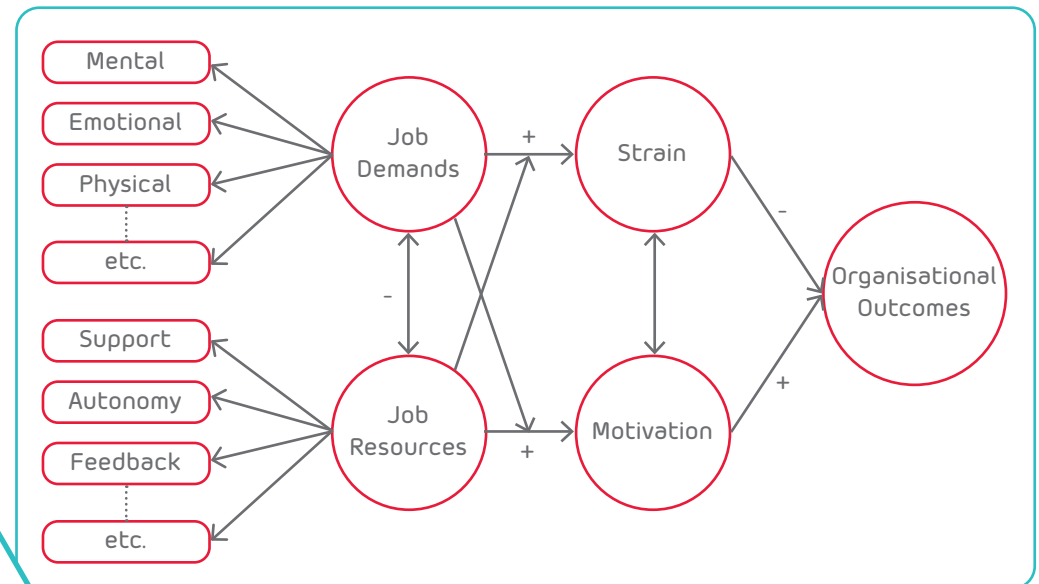 Mental
Emotional
Physical
etc.
Support
Autonomy
Feedback
etc.
Job
Demands
-
Job
Resources
+
+
Strain
Motivation
-
+
Organisational
Outcomes